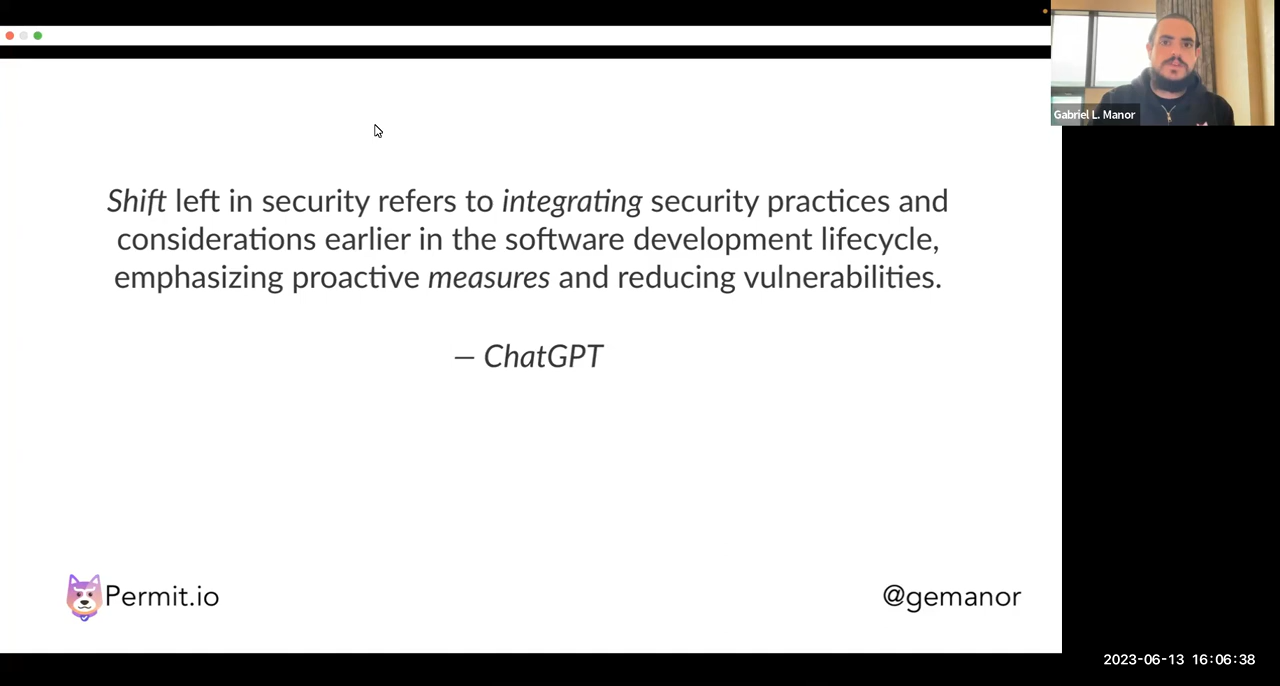 Gabriel L. Manor
Shift left in security refers to integrating security practices and
considerations earlier in the software development lifecycle,
emphasizing proactive measures and reducing vulnerabilities.
— ChatGPT
Permit.io
@gemanor
2023-06-13 16:06:38